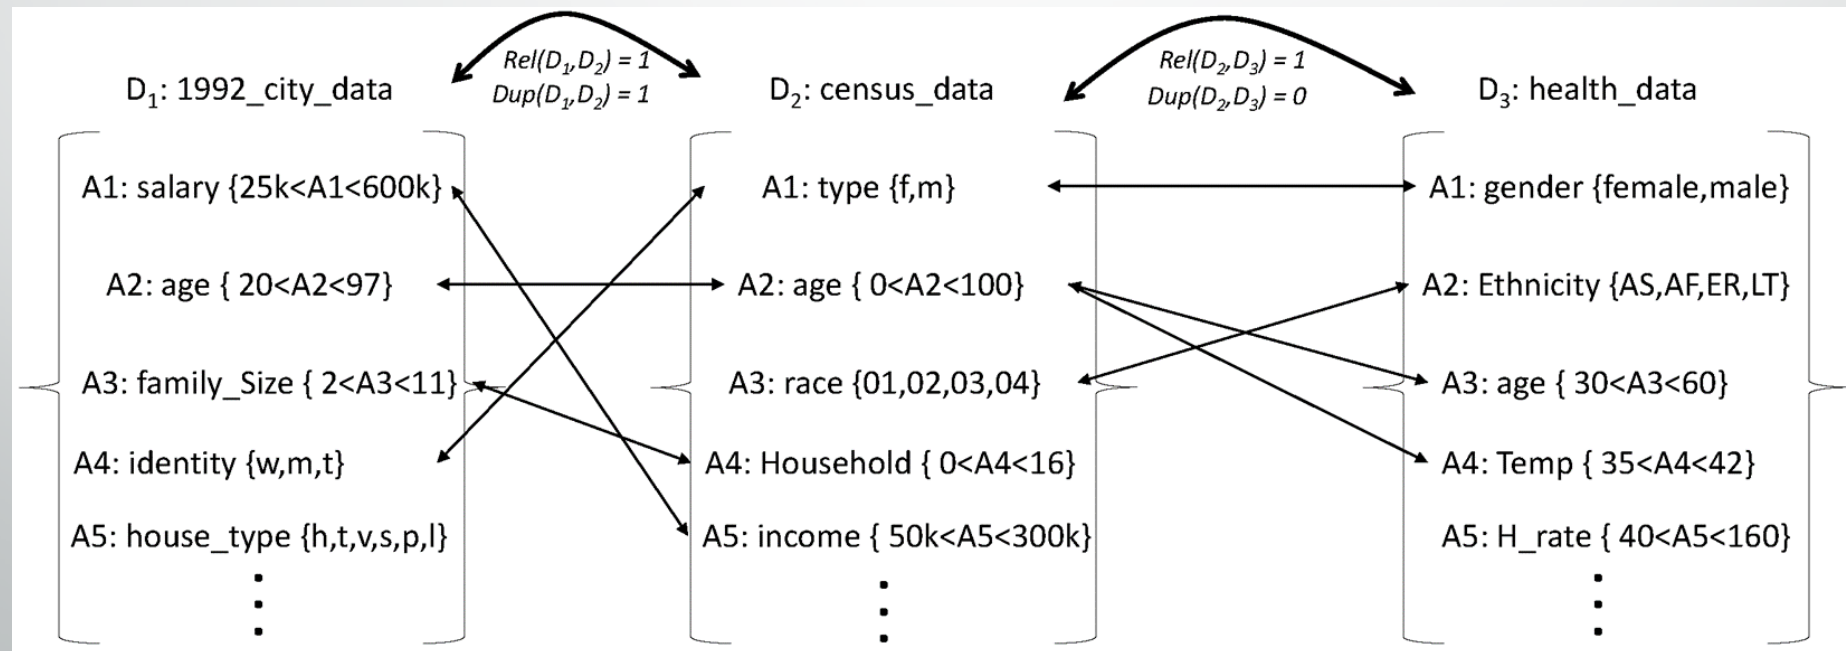 Rel(D₁,D₂) = 1
Dup(D₁,D₂) = 1
Rel(D₂,D₃) = 1
Dup(D₂,D₃) = 0
D₁: 1992_city_data
A1: salary {25k<A1<600k}
A2: age { 20<A2<97}
A3: family_Size { 2<A3<11}
A4: identity {w,m,t}
A5: house_type {h,t,v,s,p,l}
D₂: census_data
A1: type {f,m}
A2: age { 0<A2<100}
A3: race {01,02,03,04}
A4: Household { 0<A4<16}
A5: income { 50k<A5<300k}
D₃: health_data
A1: gender {female,male}
A2: Ethnicity {AS,AF,ER,LT}
A3: age { 30<A3<60}
A4: Temp { 35<A4<42}
A5: H_rate { 40<A5<160}